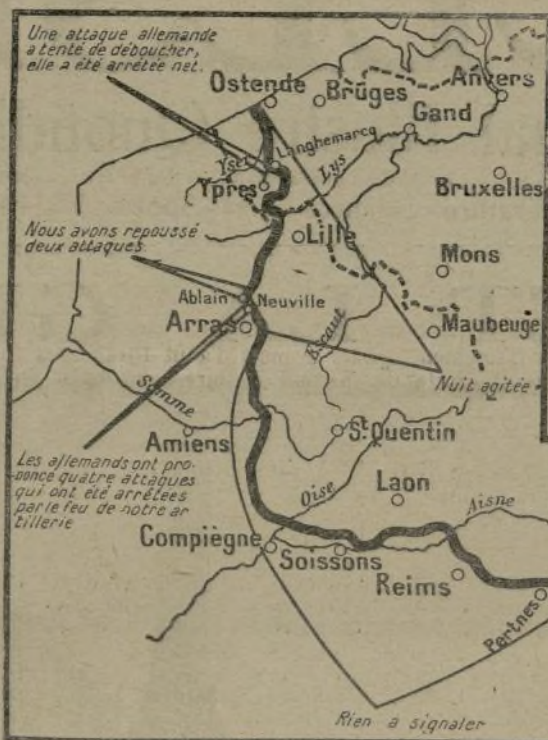 Une attaque allemande
a tenté de déboucher,
elle a été arrêtée net.
Ostende
Brüges
Anvers
Gand
Yser
Langhemarcq
Lys
Ypres
Bruxelles
Nous avons repoussé
deux attaques
Lille
Mons
Ablain
Neuville
Arras
Escaut
Maubeuge
Nuit agitée
Somme
Amiens
St Quentin
Les allemands ont pro-
noncé quatre attaques
qui ont été arrêtées
par le feu de notre ar
tillerie
Oise
Laon
Aisne
Compiègne
Soissons
Reims
Perthes
Rien à signaler